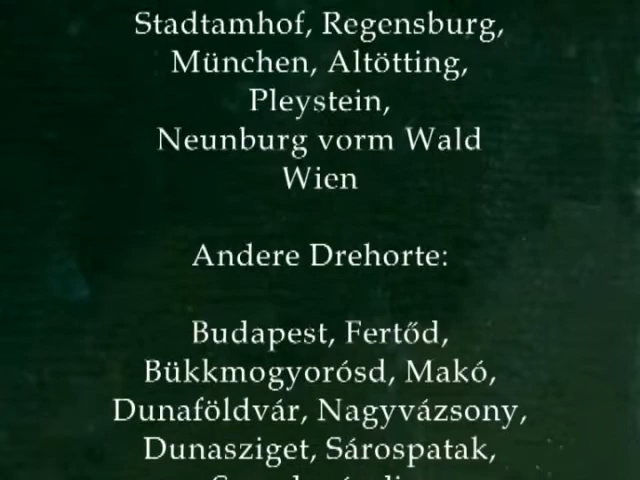 Stadtamhof, Regensburg,
München, Altötting,
Pleystein,
Neunburg vorm Wald
Wien
Andere Drehorte:
Budapest, Fertőd,
Bükkmogyorósd, Makó,
Dunaföldvár, Nagyvázsony,
Dunasziget, Sárospatak,